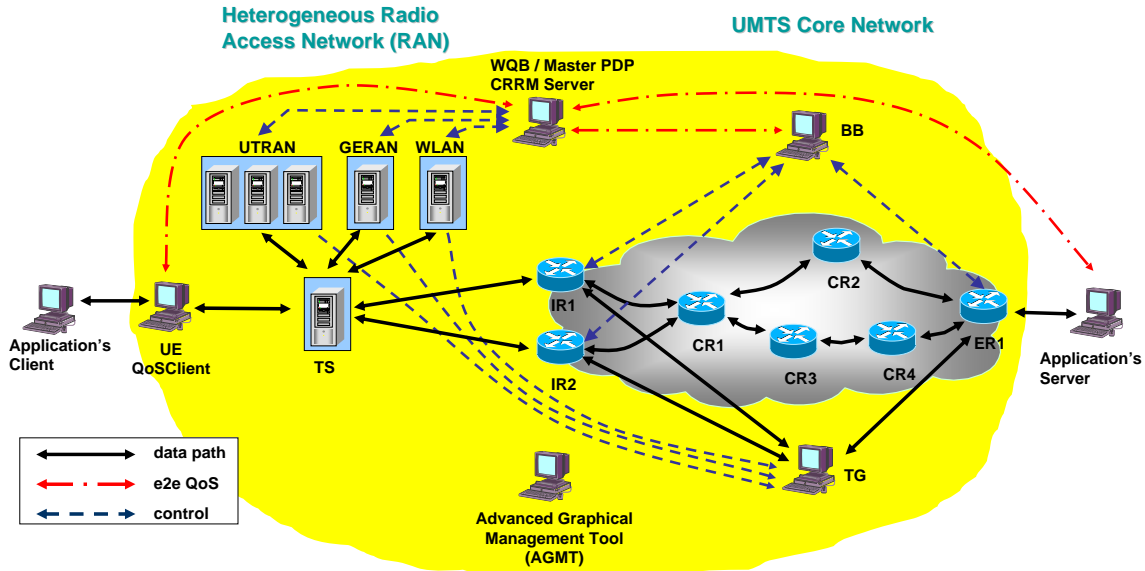 Heterogeneous Radio
Access Network (RAN)
UMTS Core Network
WQB / Master PDP
CRRM Server
BB
UTRAN
GERAN
WLAN
IR1
CR2
CR1
IR2
CR3
CR4
ER1
Application's
Client
UE
QoSClient
TS
Application's
Server
TG
data path
e2e QoS
control
Advanced Graphical
Management Tool
(AGMT)